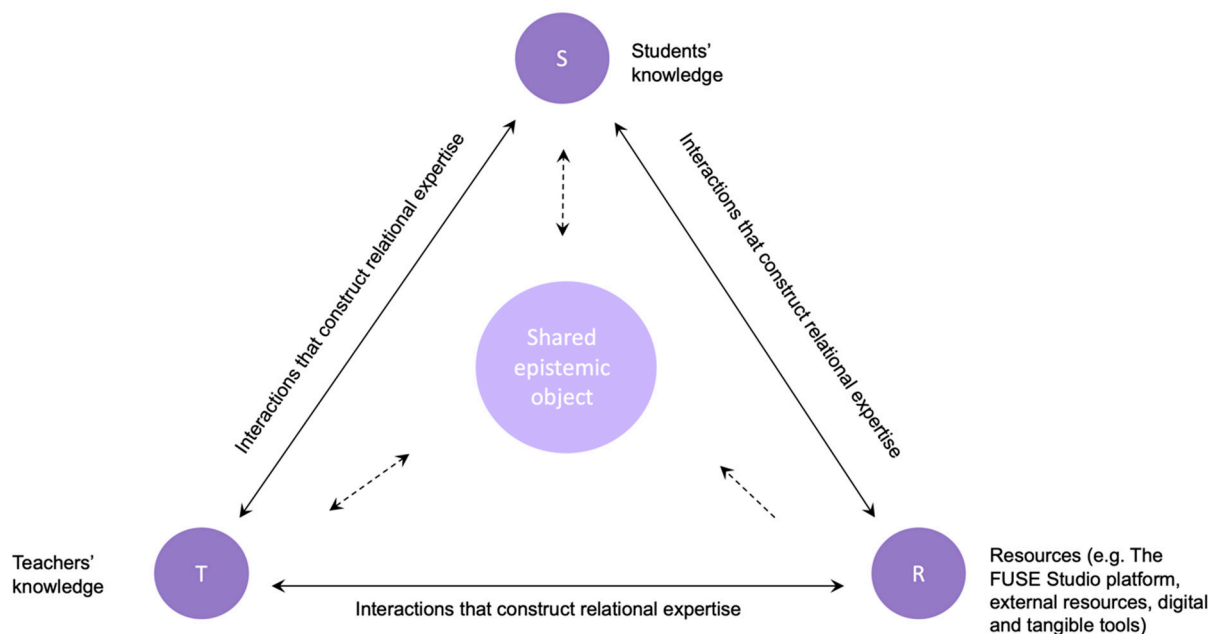 S
Students’
knowledge
Interactions that construct relational expertise
Interactions that construct relational expertise
Shared
epistemic
object
Teachers’
knowledge
T
Interactions that construct relational expertise
R
Resources (e.g. The
FUSE Studio platform,
external resources, digital
and tangible tools)